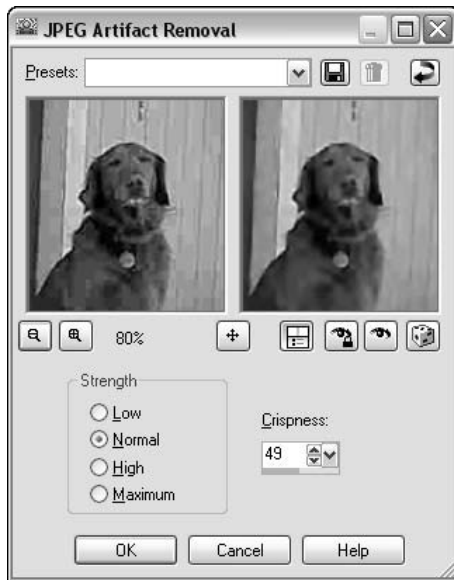 JPEG Artifact Removal
Presets:
80%
Strength
Low
Normal
High
Maximum
Crispness:
49
OK
Cancel
Help